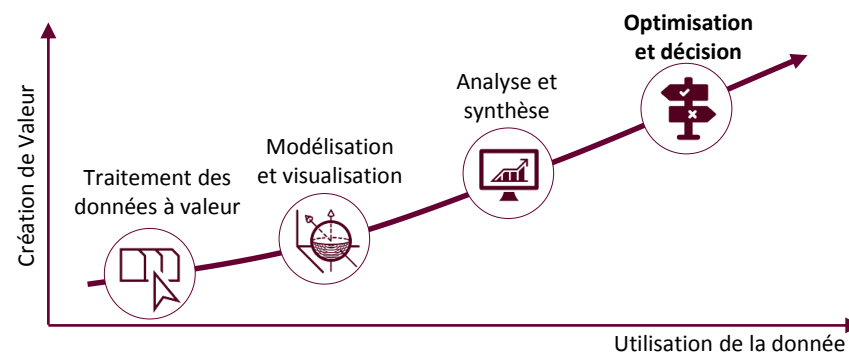 Optimisation
et décision
Analyse et
synthèse
Modélisation
et visualisation
Traitement des
données à valeur
Création de Valeur
Utilisation de la donnée